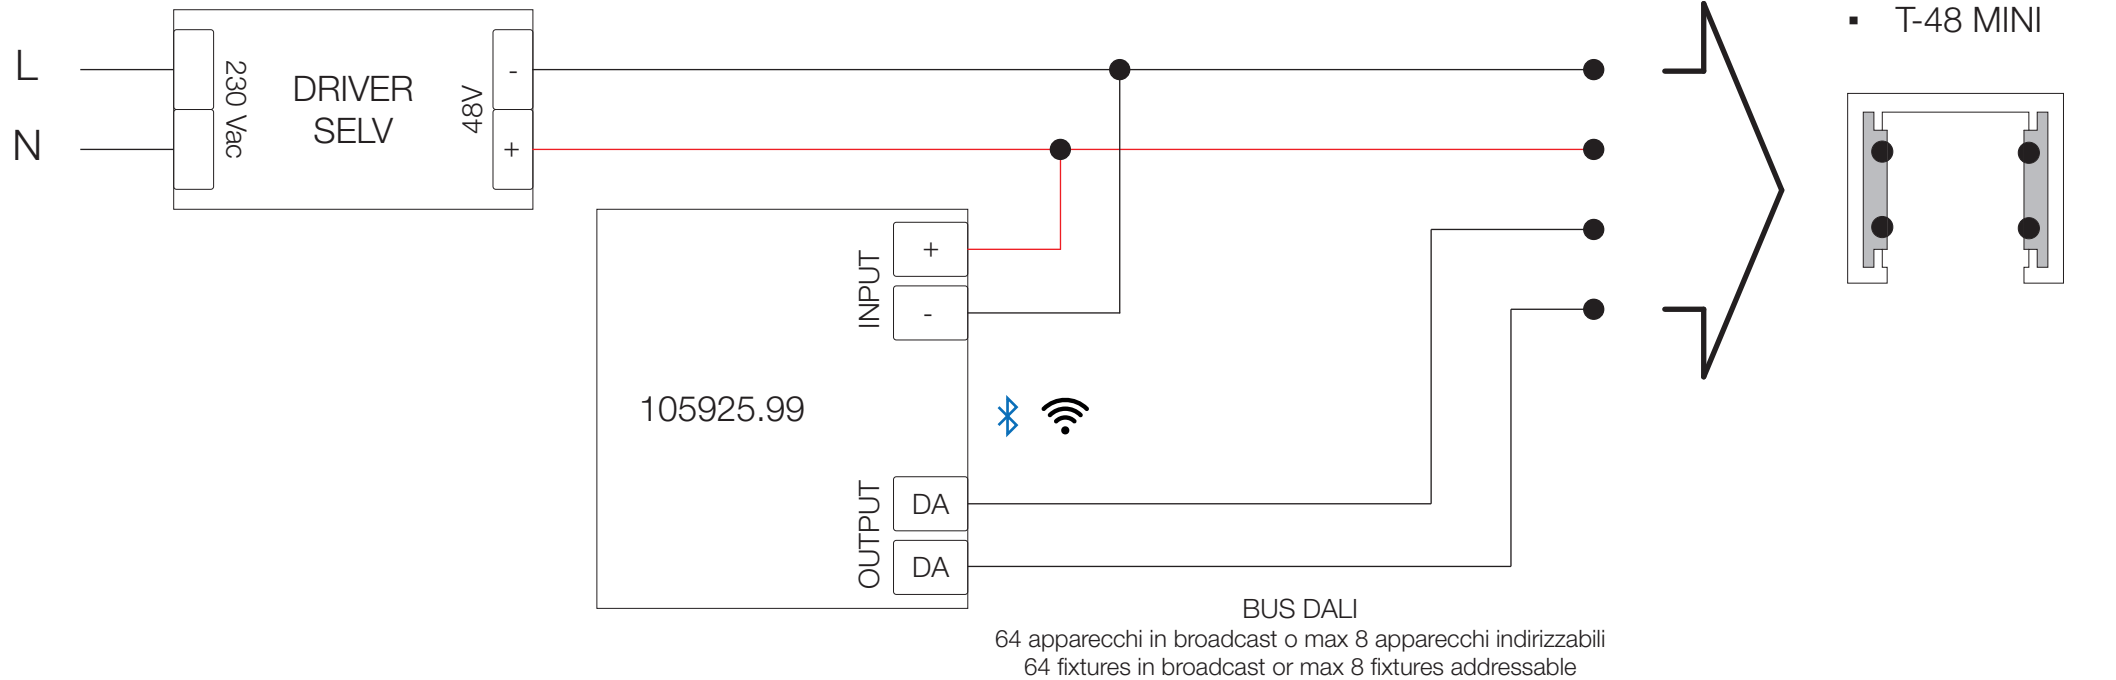 ▪ T-48 MINI
L
N
230 Vac
DRIVER
SELV
48V
-
+
INPUT
+
-
105925.99
OUTPUT
DA
DA
BUS DALI
64 apparecchi in broadcast o max 8 apparecchi indirizzabili
64 fixtures in broadcast or max 8 fixtures addressable